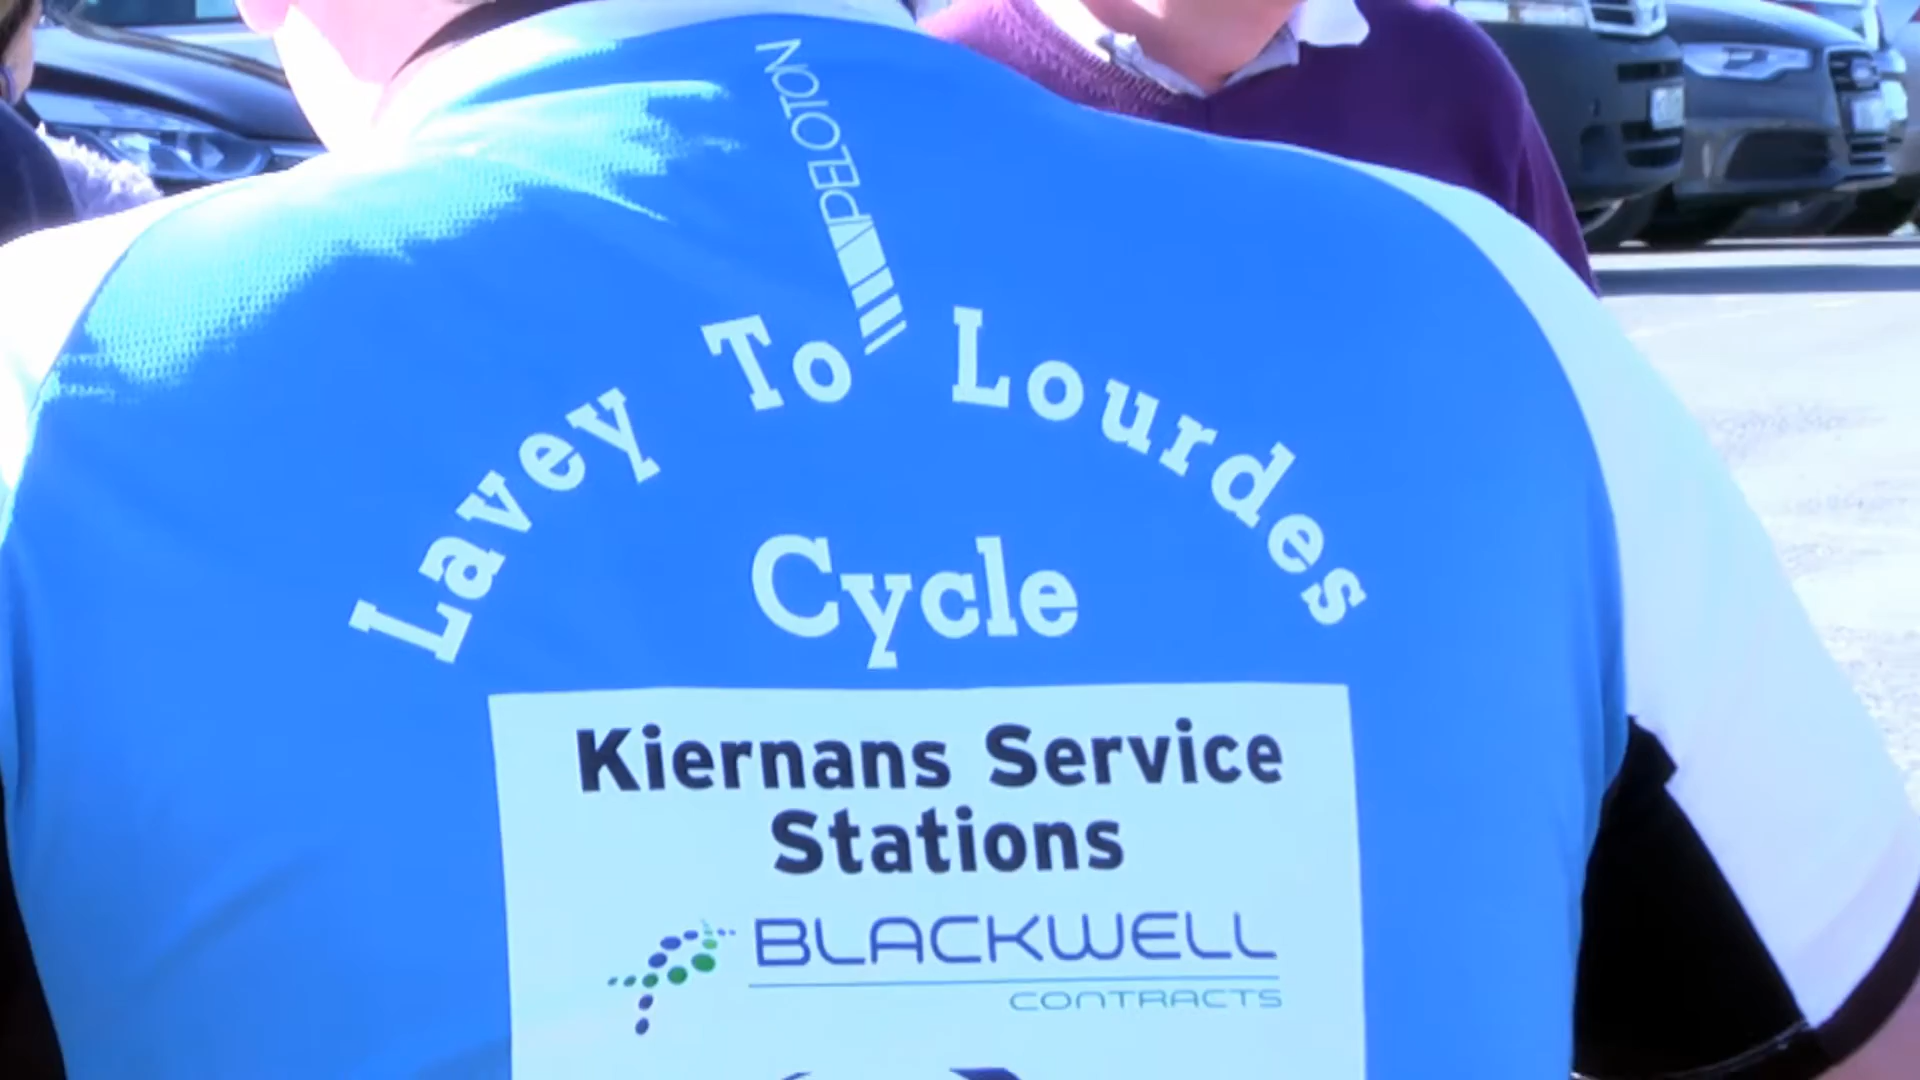 PELOTON
Lavey To Lourdes
Cycle
Kiernans Service
Stations
BLACKWELL
CONTRACTS